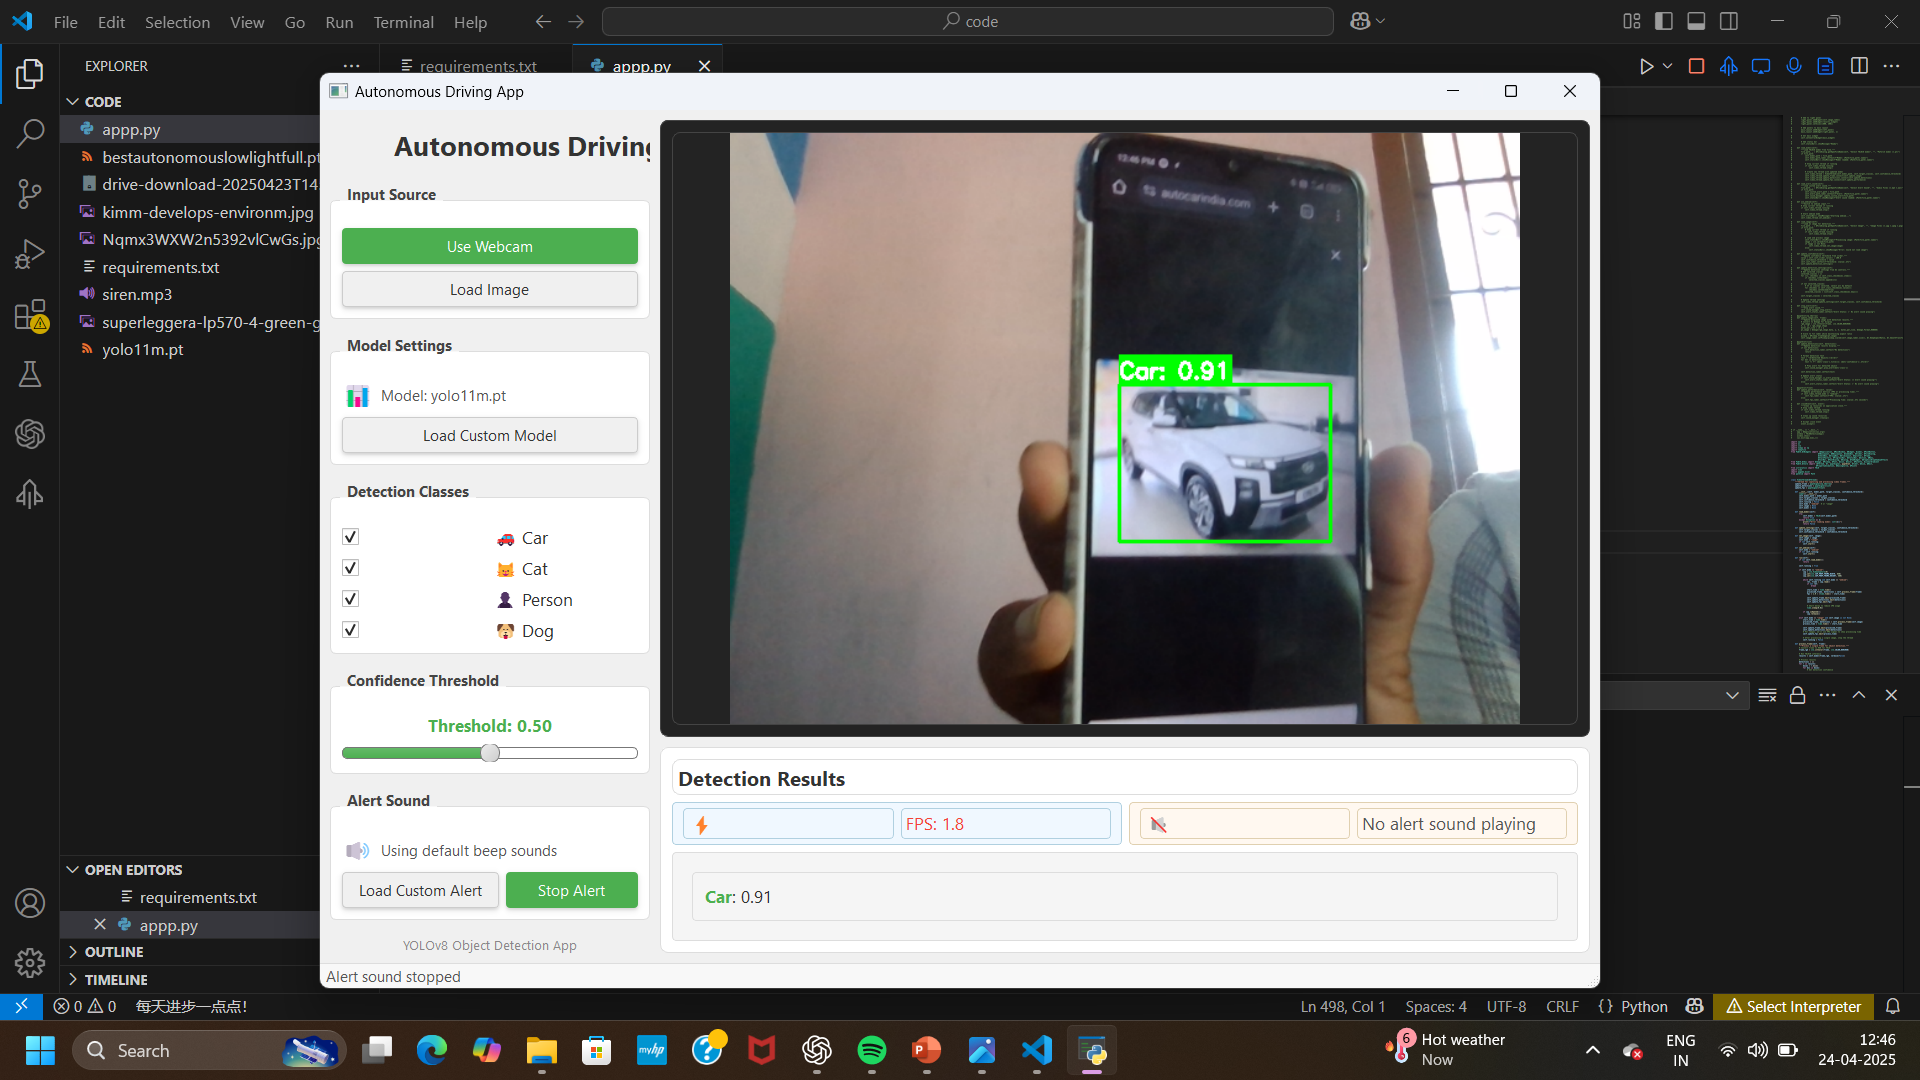 File Edit Selection View Go Run Terminal Help
code
EXPLORER
requirements.txt
appp.py
CODE
appp.py
bestautonomouslowlightfull.pt
drive-download-20250423T14
kimm-develops-environm.jpg
Nqmx3WXW2n5392vlCwGs.jpg
requirements.txt
siren.mp3
superleggera-lp570-4-green-g
yolo11m.pt
OPEN EDITORS
requirements.txt
appp.py
OUTLINE
TIMELINE
Autonomous Driving App
Autonomous Driving
Input Source
Use Webcam
Load Image
Model Settings
Model: yolo11m.pt
Load Custom Model
Detection Classes
Car
Cat
Person
Dog
Confidence Threshold
Threshold: 0.50
Alert Sound
Using default beep sounds
Load Custom Alert Stop Alert
YOLOv8 Object Detection App
Alert sound stopped
12:46 PM
autocarindia.com
Car: 0.91
Detection Results
FPS: 1.8
No alert sound playing
Car: 0.91
0 0 每天进步一点点!
Ln 498, Col 1 Spaces: 4 UTF-8 CRLF {} Python Select Interpreter
Search
myhp
6
Hot weather
Now
ENG
IN
12:46
24-04-2025